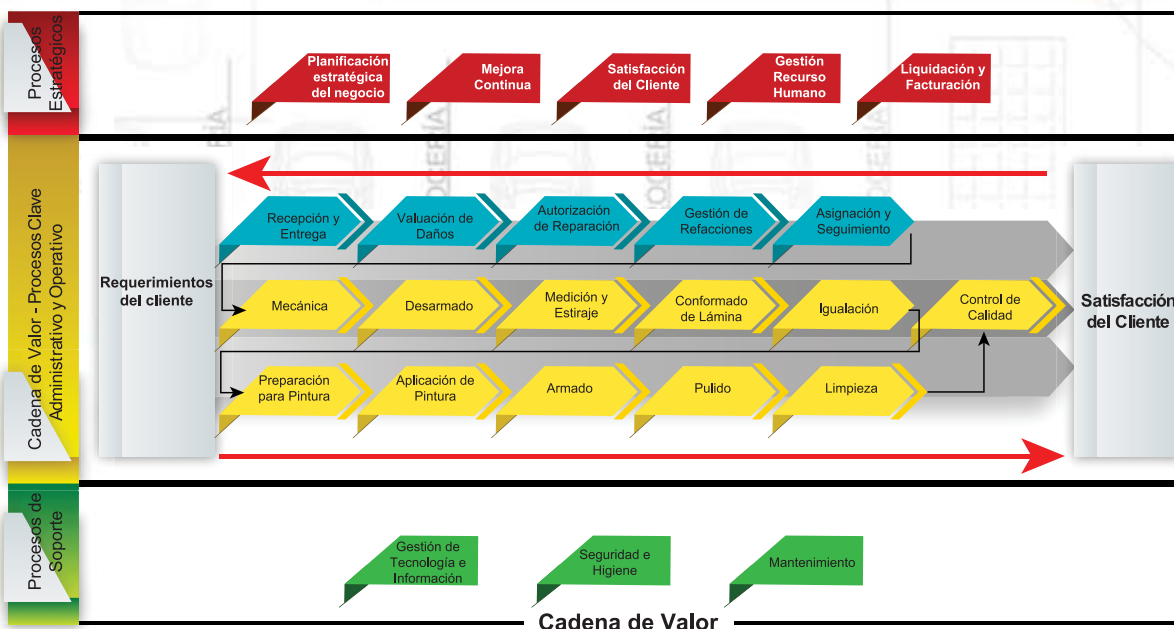 Procesos
Estratégicos
Planificación
estratégica
del negocio
Mejora
Continua
Satisfacción
del Cliente
Gestión
Recurso
Humano
Liquidación y
Facturación
Cadena de Valor - Procesos Clave
Administrativo y Operativo
Requerimientos
del cliente
Recepción y
Entrega
Valuación de
Daños
Autorización
de Reparación
Gestión de
Refacciones
Asignación y
Seguimiento
Mecánica
Desarmado
Medición y
Estiraje
Conformado
de Lámina
Igualación
Control de
Calidad
Preparación
para Pintura
Aplicación de
Pintura
Armado
Pulido
Limpieza
Satisfacción
del Cliente
Procesos de
Soporte
Gestión de
Tecnología e
Información
Seguridad e
Higiene
Mantenimiento
Cadena de Valor